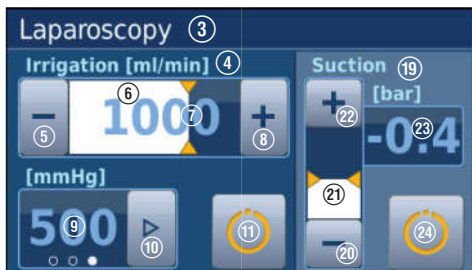 Laparoscopy ③
Irrigation [ml/min] ④
⑤ − ⑥ 1000 ⑦ + ⑧
[mmHg]
500 ⑨ ▷ ⑩ ⑪
Suction ⑲
[bar]
+ ㉒ -0.4 ㉓
㉑
− ⑳ ㉔